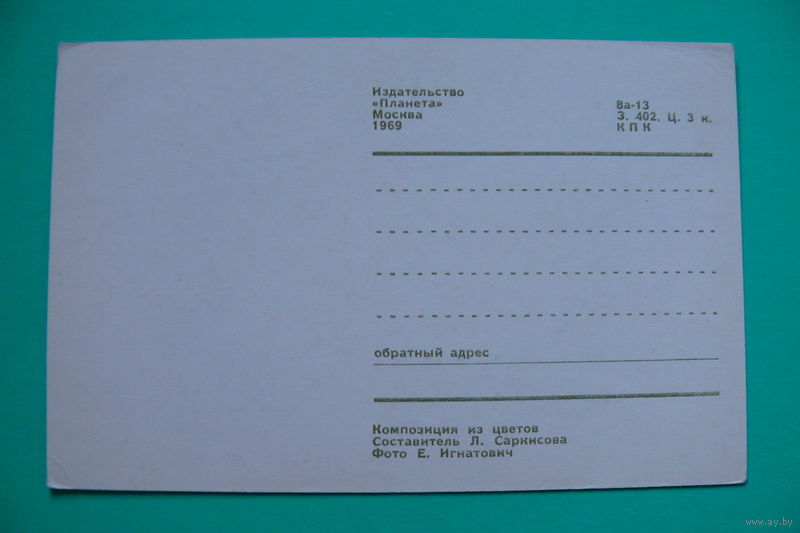 Издательство
«Планета»
Москва
1969
8а-13
З. 402. Ц. 3 к.
КПК
обратный адрес
Композиция из цветов
Составитель Л. Саркисова
Фото Е. Игнатович
www.ay.by